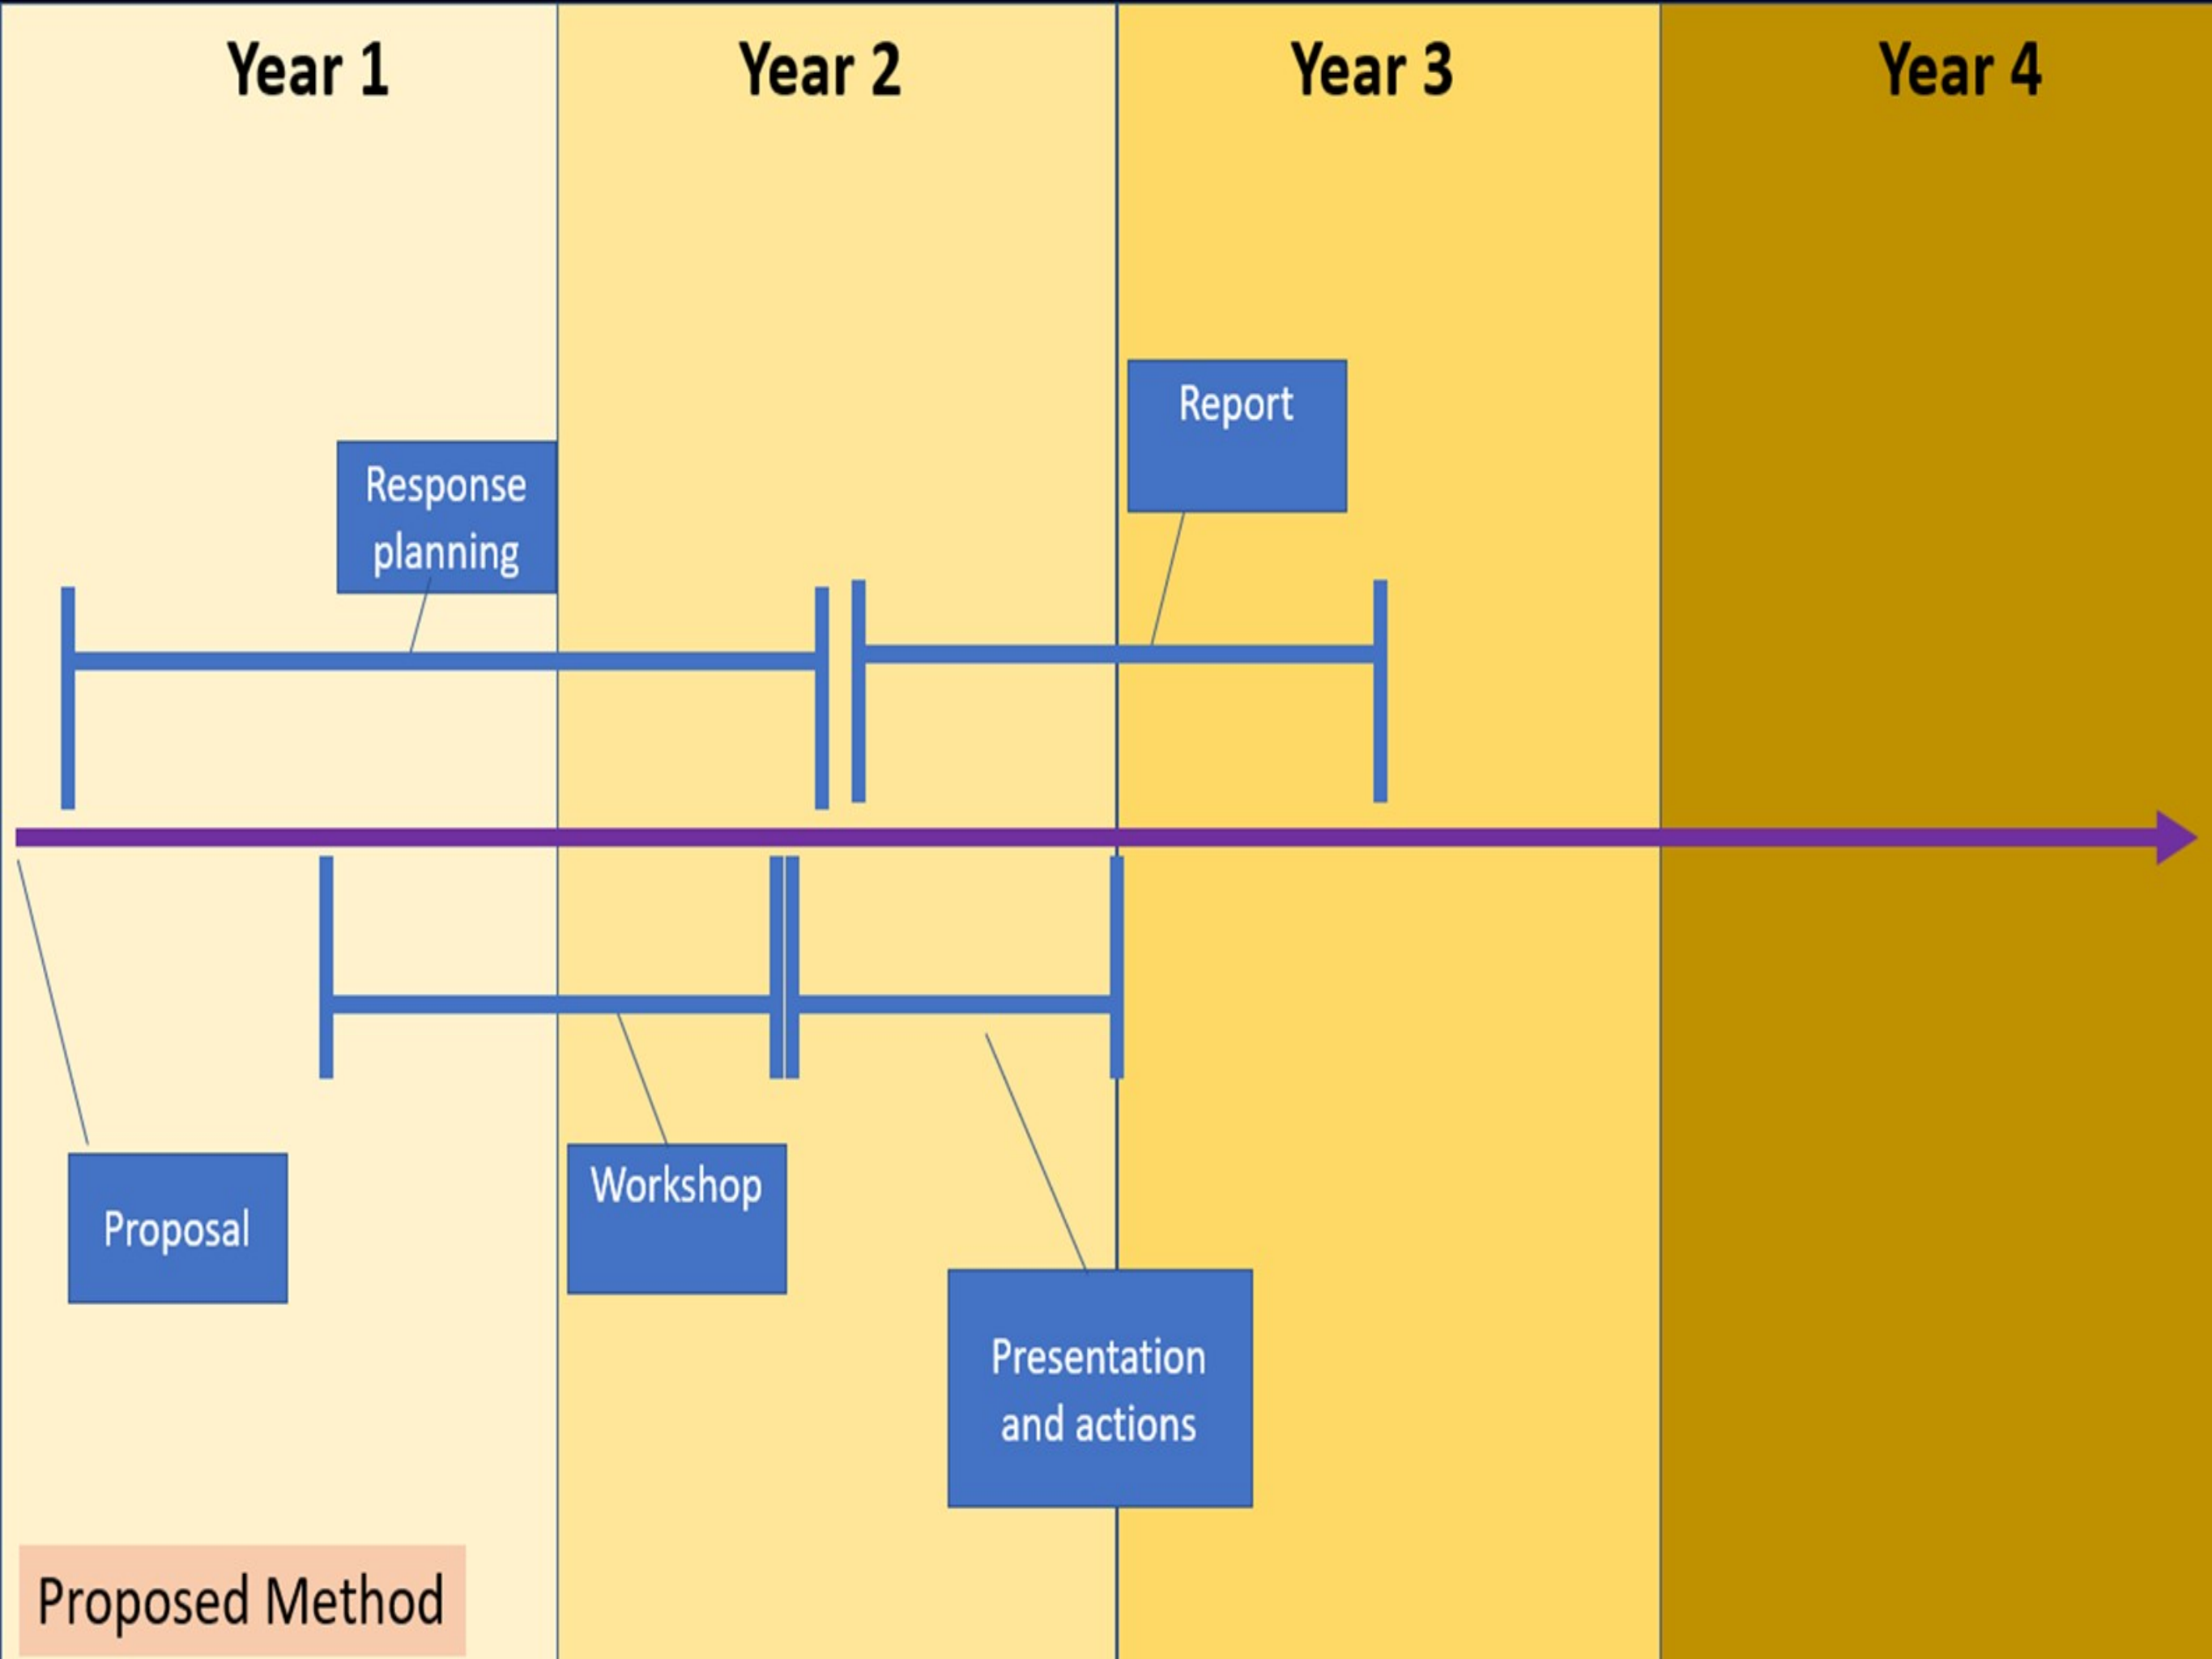 Year 1
Year 2
Year 3
Year 4
Report
Response
planning
Proposal
Workshop
Presentation
and actions
Proposed Method